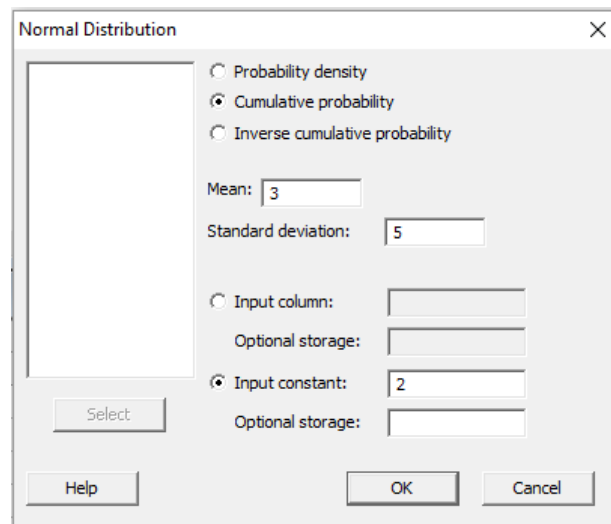 Normal Distribution
Probability density
Cumulative probability
Inverse cumulative probability
Mean: 3
Standard deviation: 5
Input column:
Optional storage:
Input constant: 2
Optional storage:
Select
Help OK Cancel